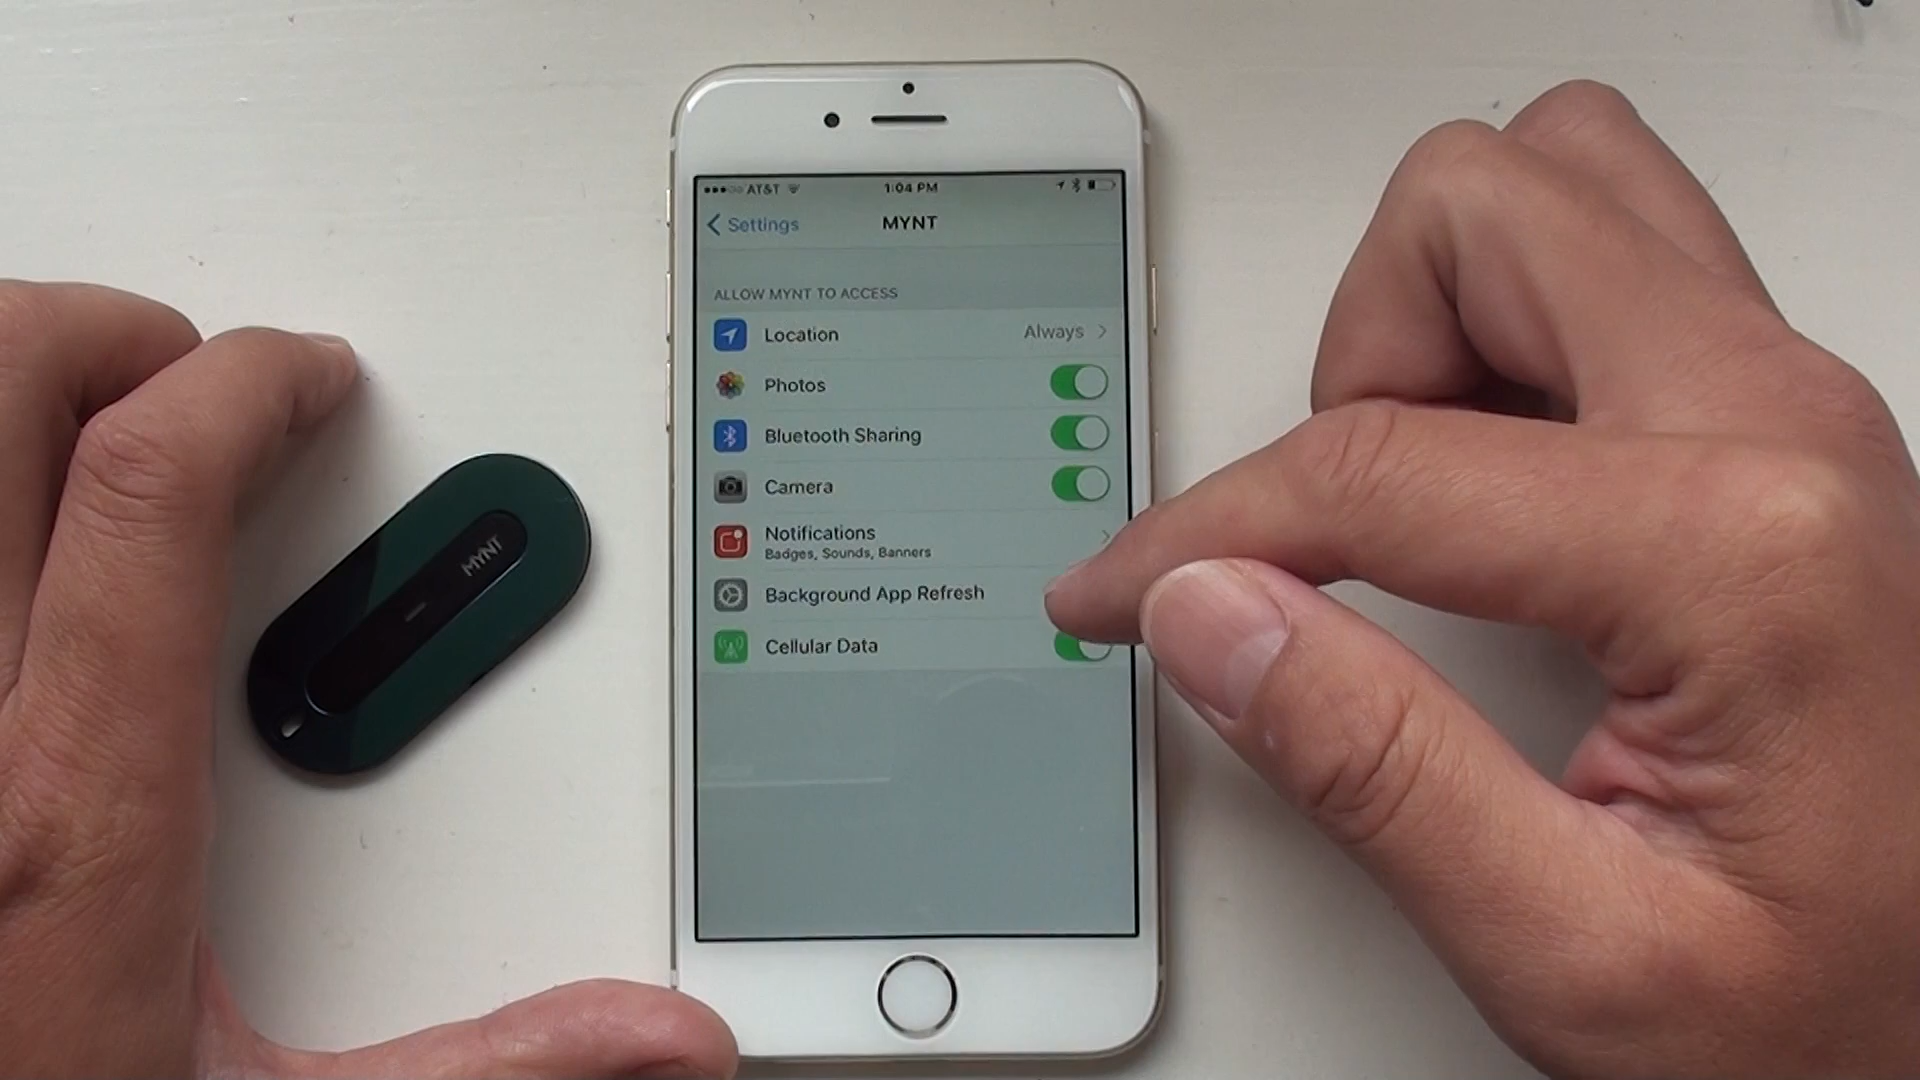 AT&T 1:04 PM
Settings MYNT
ALLOW MYNT TO ACCESS
Location Always
Photos
Bluetooth Sharing
Camera
Notifications
Badges, Sounds, Banners
Background App Refresh
Cellular Data
MYNT